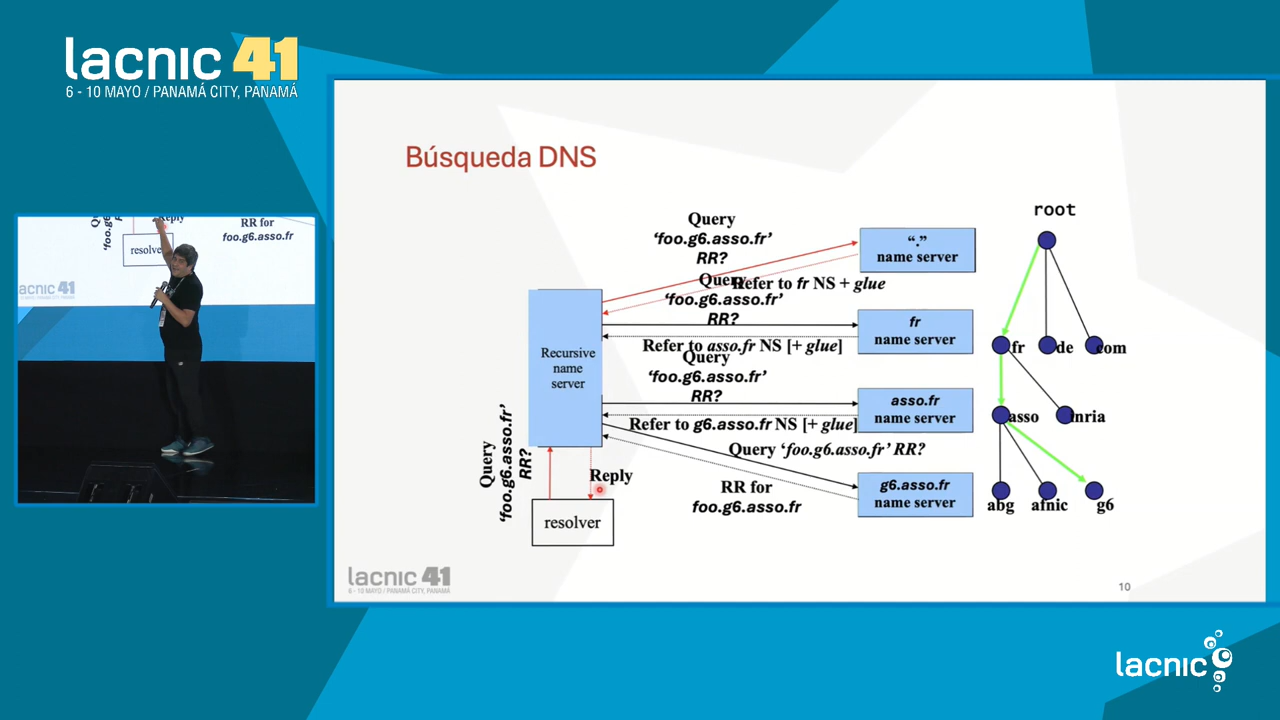 lacnic 41
6 - 10 MAYO / PANAMÁ CITY, PANAMÁ
Búsqueda DNS
root
Query
‘foo.g6.asso.fr’
RR?
“.”
name server
Refer to fr NS + glue
Query
‘foo.g6.asso.fr’
RR?
fr
name server
Refer to asso.fr NS [+ glue]
fr
de
com
Recursive
name
server
Query
‘foo.g6.asso.fr’
RR?
asso.fr
name server
Refer to g6.asso.fr NS [+ glue]
asso
inria
Query ‘foo.g6.asso.fr’ RR?
Query
‘foo.g6.asso.fr’
RR?
Reply
RR for
foo.g6.asso.fr
g6.asso.fr
name server
abg
afnic
g6
resolver
lacnic 41
6 - 10 MAYO / PANAMÁ CITY, PANAMÁ
10
Reply
RR for
foo.g6.asso.fr
resolver
lacnic 41
lacnic